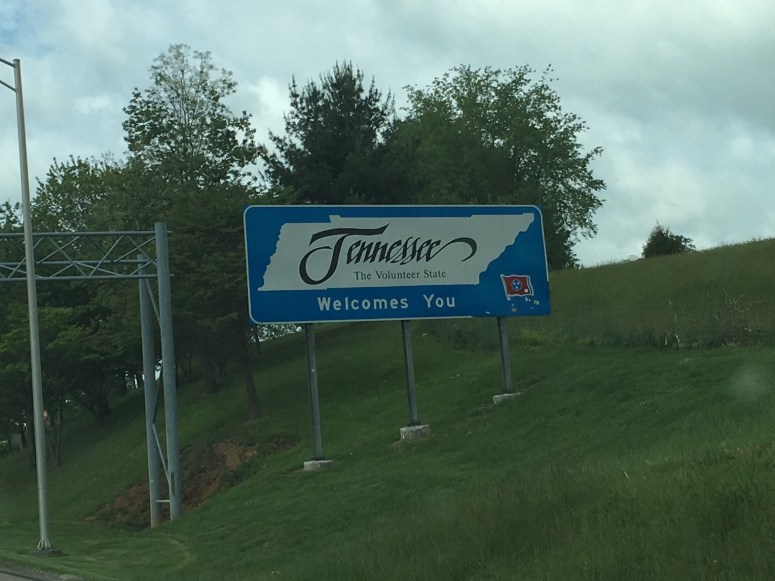 Tennessee
The Volunteer State
Welcomes You